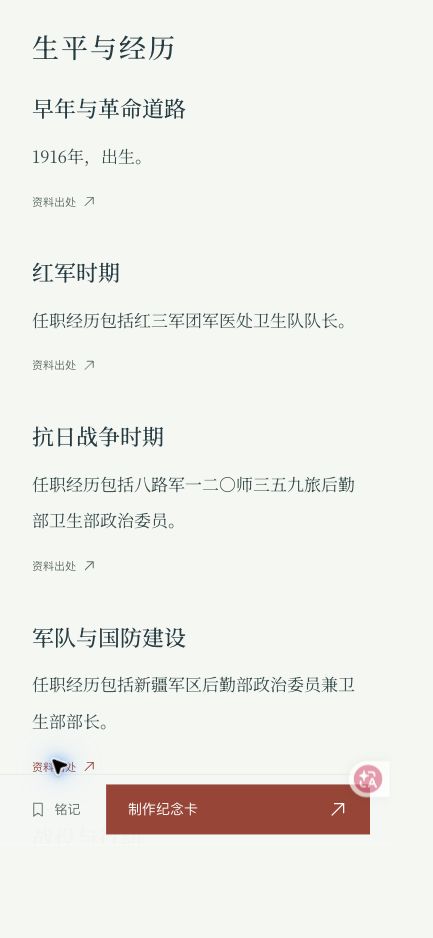 生平与经历
早年与革命道路
1916年，出生。
资料出处
红军时期
任职经历包括红三军团军医处卫生队队长。
资料出处
抗日战争时期
任职经历包括八路军一二〇师三五九旅后勤
部卫生部政治委员。
资料出处
军队与国防建设
任职经历包括新疆军区后勤部政治委员兼卫
生部部长。
资料出处
铭记
制作纪念卡